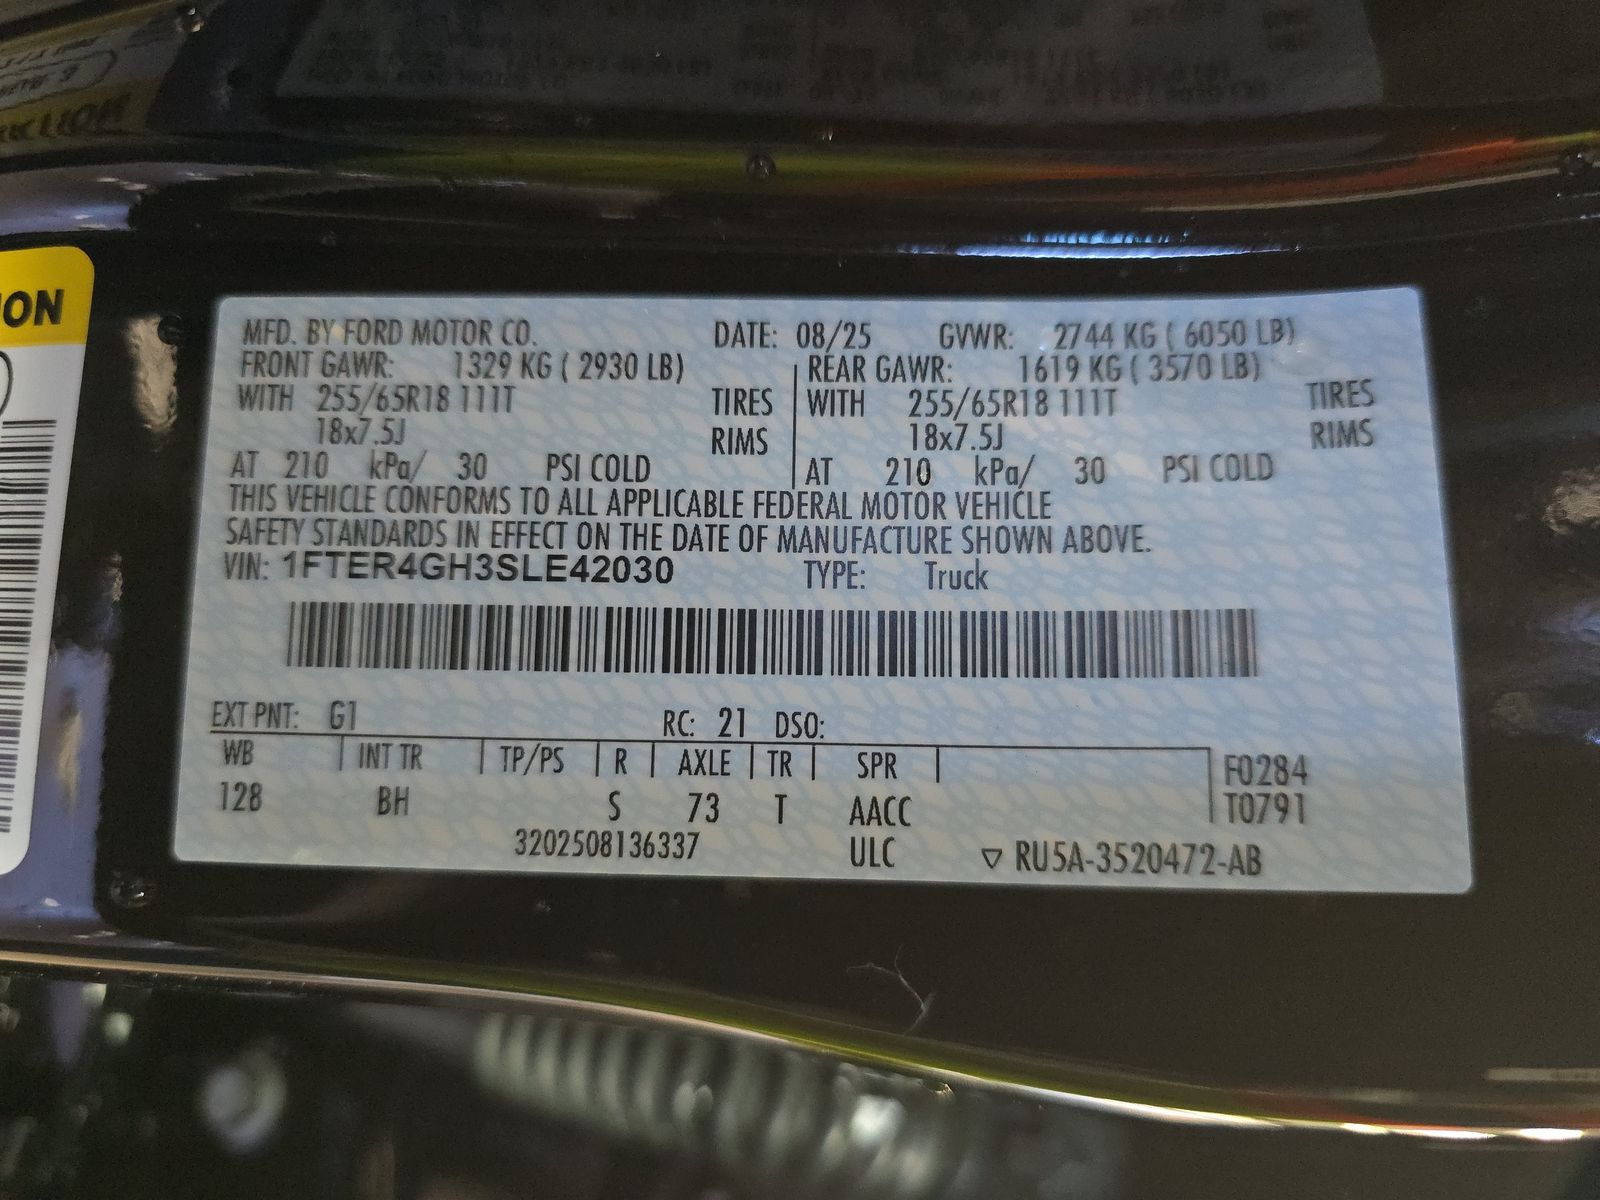 ION
MFD. BY FORD MOTOR CO. DATE: 08/25 GVWR: 2744 KG ( 6050 LB)
FRONT GAWR: 1329 KG ( 2930 LB) REAR GAWR: 1619 KG ( 3570 LB)
WITH 255/65R18 111T TIRES WITH 255/65R18 111T TIRES
18x7.5J RIMS 18x7.5J RIMS
AT 210 kPa/ 30 PSI COLD AT 210 kPa/ 30 PSI COLD
THIS VEHICLE CONFORMS TO ALL APPLICABLE FEDERAL MOTOR VEHICLE
SAFETY STANDARDS IN EFFECT ON THE DATE OF MANUFACTURE SHOWN ABOVE.
VIN: 1FTER4GH3SLE42030 TYPE: Truck
EXT PNT: G1 RC: 21 DSO:
WB INT TR TP/PS R AXLE TR SPR F0284
128 BH S 73 T AACC T0791
3202508136337 ULC ▽ RU5A-3520472-AB